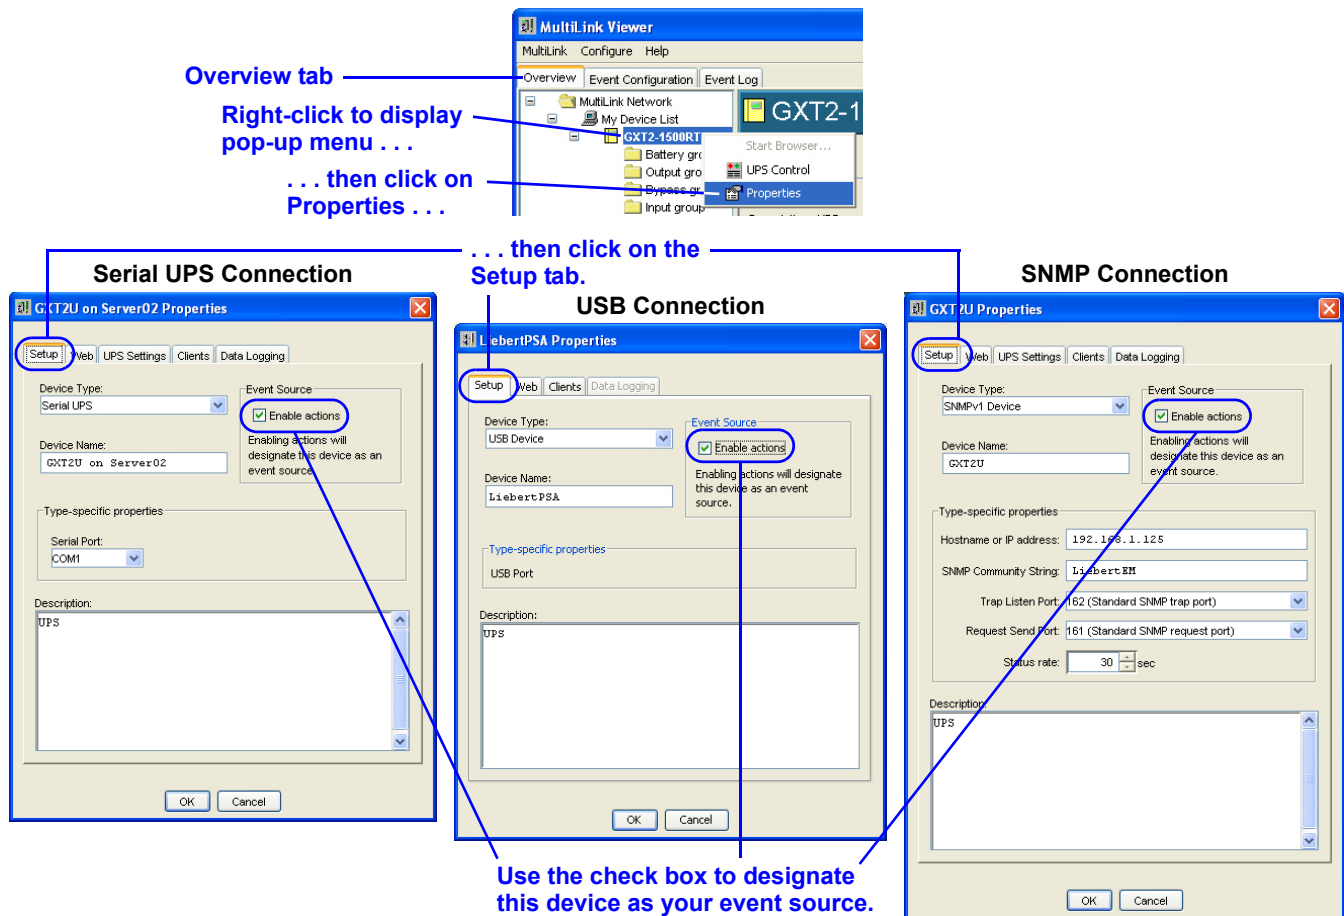 MultiLink Viewer
MultiLink Configure Help
Overview tab
Overview Event Configuration Event Log
MultiLink Network
My Device List
GXT2-1
Right-click to display
pop-up menu . . .
GXT2-1500RT
Start Browser...
Battery gro
UPS Control
Output gro
. . . then click on
Properties . . .
Bypass gr
Properties
Input group
. . . then click on the
Setup tab.
Serial UPS Connection
GXT2U on Server02 Properties
Setup Web UPS Settings Clients Data Logging
Device Type:
Serial UPS
Event Source
Enable actions
Enabling actions will
designate this device as an
event source.
Device Name:
GXT2U on Server02
Type-specific properties
Serial Port:
COM1
Description:
UPS
OK Cancel
USB Connection
LiebertPSA Properties
Setup Web Clients Data Logging
Device Type:
USB Device
Event Source
Enable actions
Enabling actions will designate
this device as an event
source.
Device Name:
LiebertPSA
Type-specific properties
USB Port
Description:
UPS
OK Cancel
SNMP Connection
GXT2U Properties
Setup Web UPS Settings Clients Data Logging
Device Type:
SNMPv1 Device
Event Source
Enable actions
Enabling actions will
designate this device as an
event source.
Device Name:
GXT2U
Type-specific properties
Hostname or IP address: 192.168.1.125
SNMP Community String: LiebertEM
Trap Listen Port: 162 (Standard SNMP trap port)
Request Send Port: 161 (Standard SNMP request port)
Status rate: 30 sec
Description:
UPS
OK Cancel
Use the check box to designate
this device as your event source.